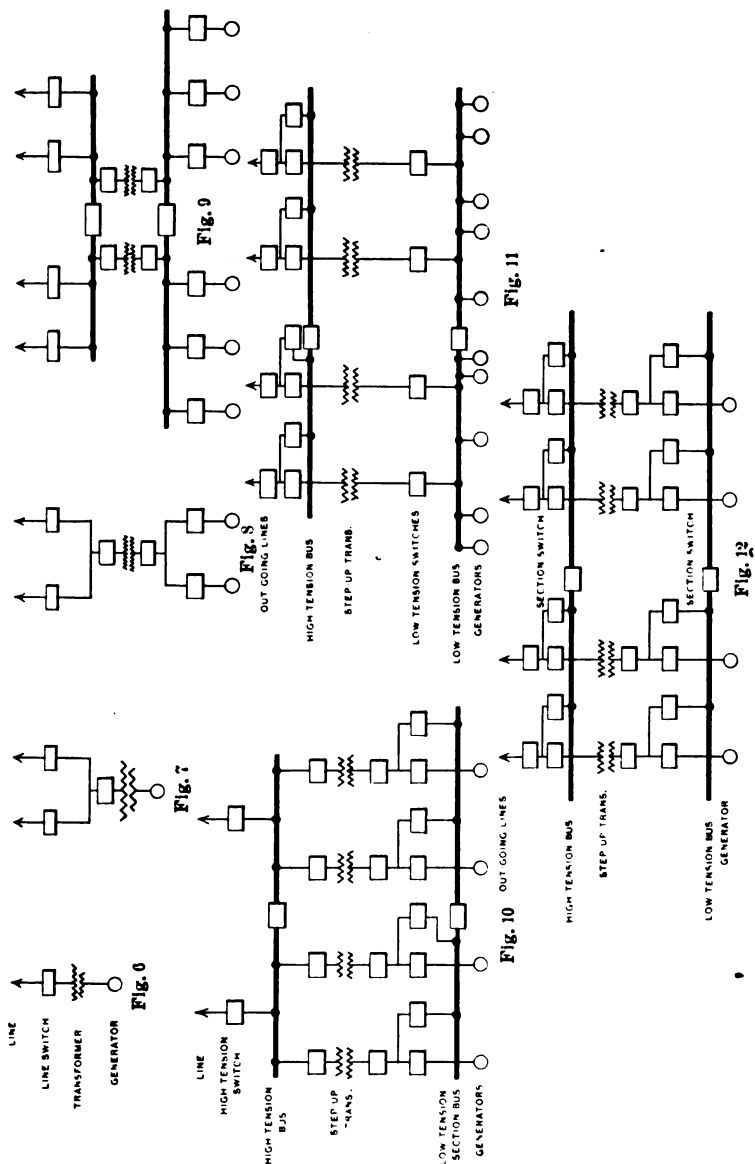 LINE
LINE SWITCH
TRANSFORMER
GENERATOR
Fig. 6
Fig. 7
Fig. 8
Fig. 9
LINE
HIGH TENSION
SWITCH
HIGH TENSION
BUS
STEP UP
TRANS.
LOW TENSION
SECTION BUS
GENERATORS
Fig. 10
OUT GOING LINES
HIGH TENSION BUS
STEP UP TRANS.
LOW TENSION SWITCHES
LOW TENSION BUS
GENERATORS
Fig. 11
OUT GOING LINES
SECTION SWITCH
HIGH TENSION BUS
STEP UP TRANS.
SECTION SWITCH
LOW TENSION BUS
GENERATOR
Fig. 12